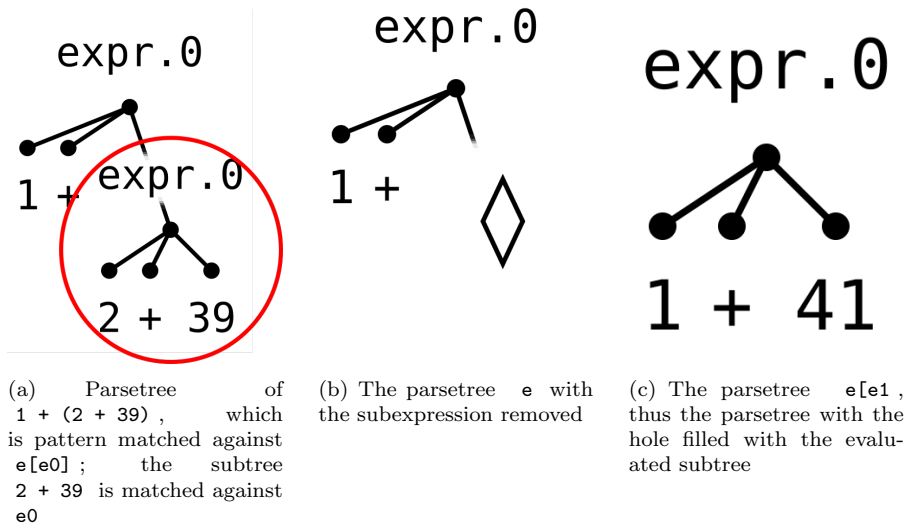 expr.0
1 +
expr.0
2 + 39
(a) Parsetree of
1 + (2 + 39) , which
is pattern matched against
e[e0] ; the subtree
2 + 39 is matched against
e0
expr.0
1 +
(b) The parsetree e with
the subexpression removed
expr.0
1 + 41
(c) The parsetree e[e1 ,
thus the parsetree with the
hole filled with the evalu-
ated subtree